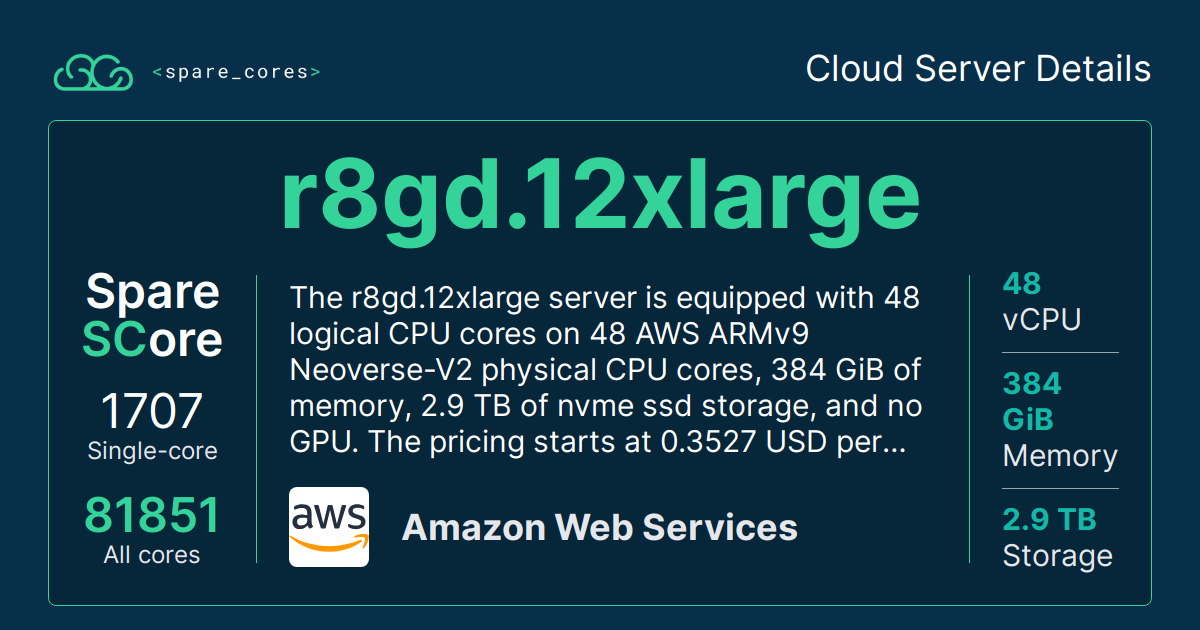 <spare_cores>
Cloud Server Details
r8gd.12xlarge
Spare
SCore
1707
Single-core
81851
All cores
The r8gd.12xlarge server is equipped with 48
logical CPU cores on 48 AWS ARMv9
Neoverse-V2 physical CPU cores, 384 GiB of
memory, 2.9 TB of nvme ssd storage, and no
GPU. The pricing starts at 0.3527 USD per...
aws
Amazon Web Services
48
vCPU
384
GiB
Memory
2.9 TB
Storage